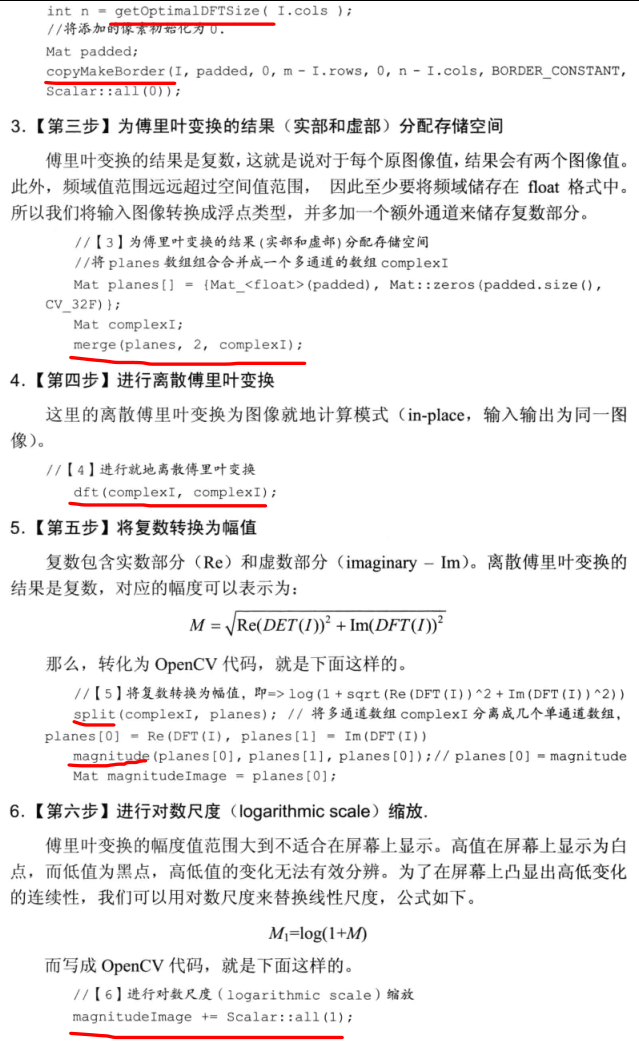 int n = getOptimalDFTSize( I.cols );
//将添加的像素初始化为0.
Mat padded;
copyMakeBorder(I, padded, 0, m - I.rows, 0, n - I.cols, BORDER_CONSTANT,
Scalar::all(0));
3.【第三步】为傅里叶变换的结果（实部和虚部）分配存储空间
傅里叶变换的结果是复数，这就是说对于每个原图像值，结果会有两个图像值。
此外，频域值范围远远超过空间值范围， 因此至少要将频域储存在 float 格式中。
所以我们将输入图像转换成浮点类型，并多加一个额外通道来储存复数部分。
//【3】为傅里叶变换的结果(实部和虚部)分配存储空间
//将planes数组组合合并成一个多通道的数组complexI
Mat planes[] = {Mat_<float>(padded), Mat::zeros(padded.size(),
CV_32F)};
Mat complexI;
merge(planes, 2, complexI);
4.【第四步】进行离散傅里叶变换
这里的离散傅里叶变换为图像就地计算模式（in-place，输入输出为同一图
像）。
//【4】进行就地离散傅里叶变换
dft(complexI, complexI);
5.【第五步】将复数转换为幅值
复数包含实数部分（Re）和虚数部分（imaginary – Im）。离散傅里叶变换的
结果是复数，对应的幅度可以表示为：
M = √Re(DET(I))² + Im(DFT(I))²
那么，转化为 OpenCV 代码，就是下面这样的。
//【5】将复数转换为幅值，即=> log(1 + sqrt(Re(DFT(I))^2 + Im(DFT(I))^2))
split(complexI, planes); // 将多通道数组complexI分离成几个单通道数组，
planes[0] = Re(DFT(I), planes[1] = Im(DFT(I))
magnitude(planes[0], planes[1], planes[0]);// planes[0] = magnitude
Mat magnitudeImage = planes[0];
6.【第六步】进行对数尺度（logarithmic scale）缩放.
傅里叶变换的幅度值范围大到不适合在屏幕上显示。高值在屏幕上显示为白
点，而低值为黑点，高低值的变化无法有效分辨。为了在屏幕上凸显出高低变化
的连续性，我们可以用对数尺度来替换线性尺度，公式如下。
M₁=log(1+M)
而写成 OpenCV 代码，就是下面这样的。
//【6】进行对数尺度(logarithmic scale)缩放
magnitudeImage += Scalar::all(1);